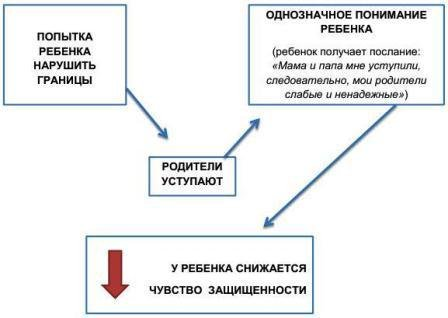 ПОПЫТКА
РЕБЕНКА
НАРУШИТЬ
ГРАНИЦЫ
ОДНОЗНАЧНОЕ ПОНИМАНИЕ
РЕБЕНКА
(ребенок получает послание:
«Мама и папа мне уступили,
следовательно, мои родители
слабые и ненадежные»)
РОДИТЕЛИ
УСТУПАЮТ
У РЕБЕНКА СНИЖАЕТСЯ
ЧУВСТВО ЗАЩИЩЕННОСТИ